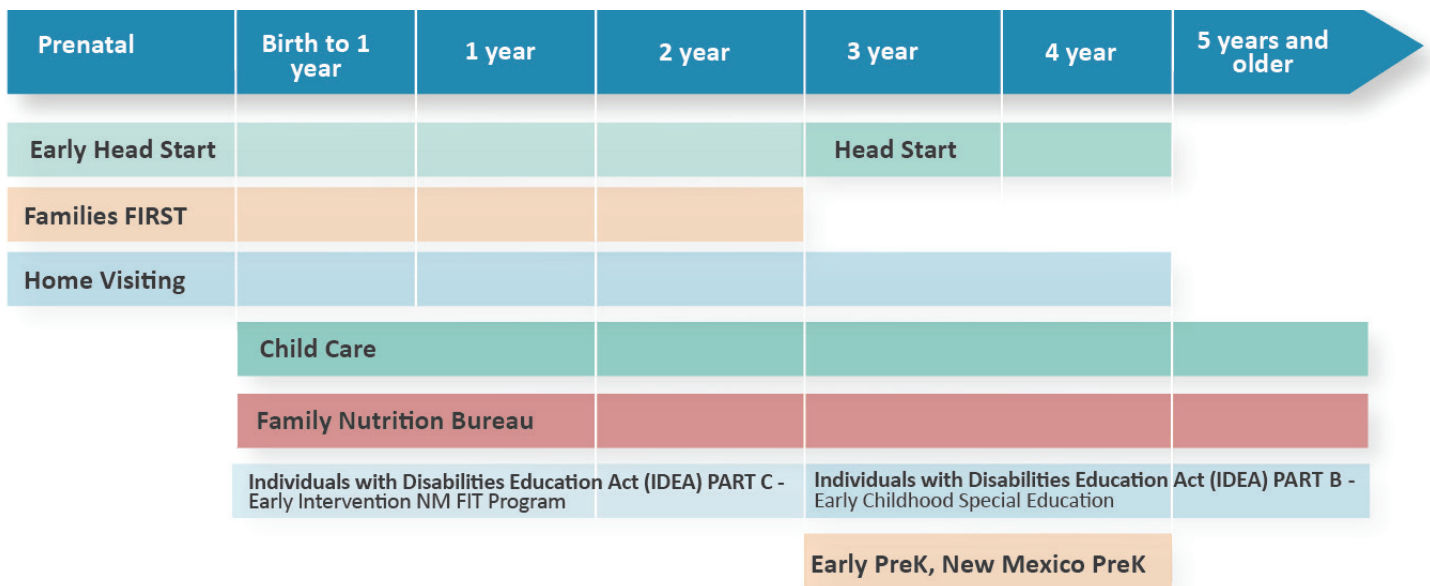 Prenatal
Birth to 1
year
1 year
2 year
3 year
4 year
5 years and
older
Early Head Start
Head Start
Families FIRST
Home Visiting
Child Care
Family Nutrition Bureau
Individuals with Disabilities Education Act (IDEA) PART C -
Early Intervention NM FIT Program
Individuals with Disabilities Education Act (IDEA) PART B -
Early Childhood Special Education
Early PreK, New Mexico PreK